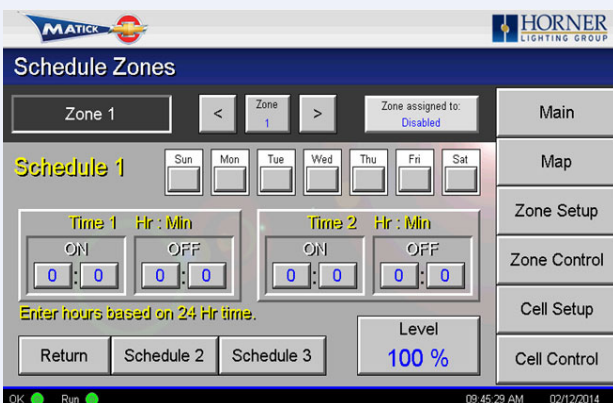 MATICK
HORNER
LIGHTING GROUP
Schedule Zones
Zone 1
<
Zone
1
>
Zone assigned to:
Disabled
Main
Schedule 1
Sun Mon Tue Wed Thu Fri Sat
Map
Time 1 Hr : Min
Time 2 Hr : Min
Zone Setup
ON OFF
ON OFF
0 : 0 0 : 0
0 : 0 0 : 0
Zone Control
Enter hours based on 24 Hr time.
Cell Setup
Return Schedule 2 Schedule 3
Level
100 %
Cell Control
OK Run 09:45:29 AM 02/12/2014